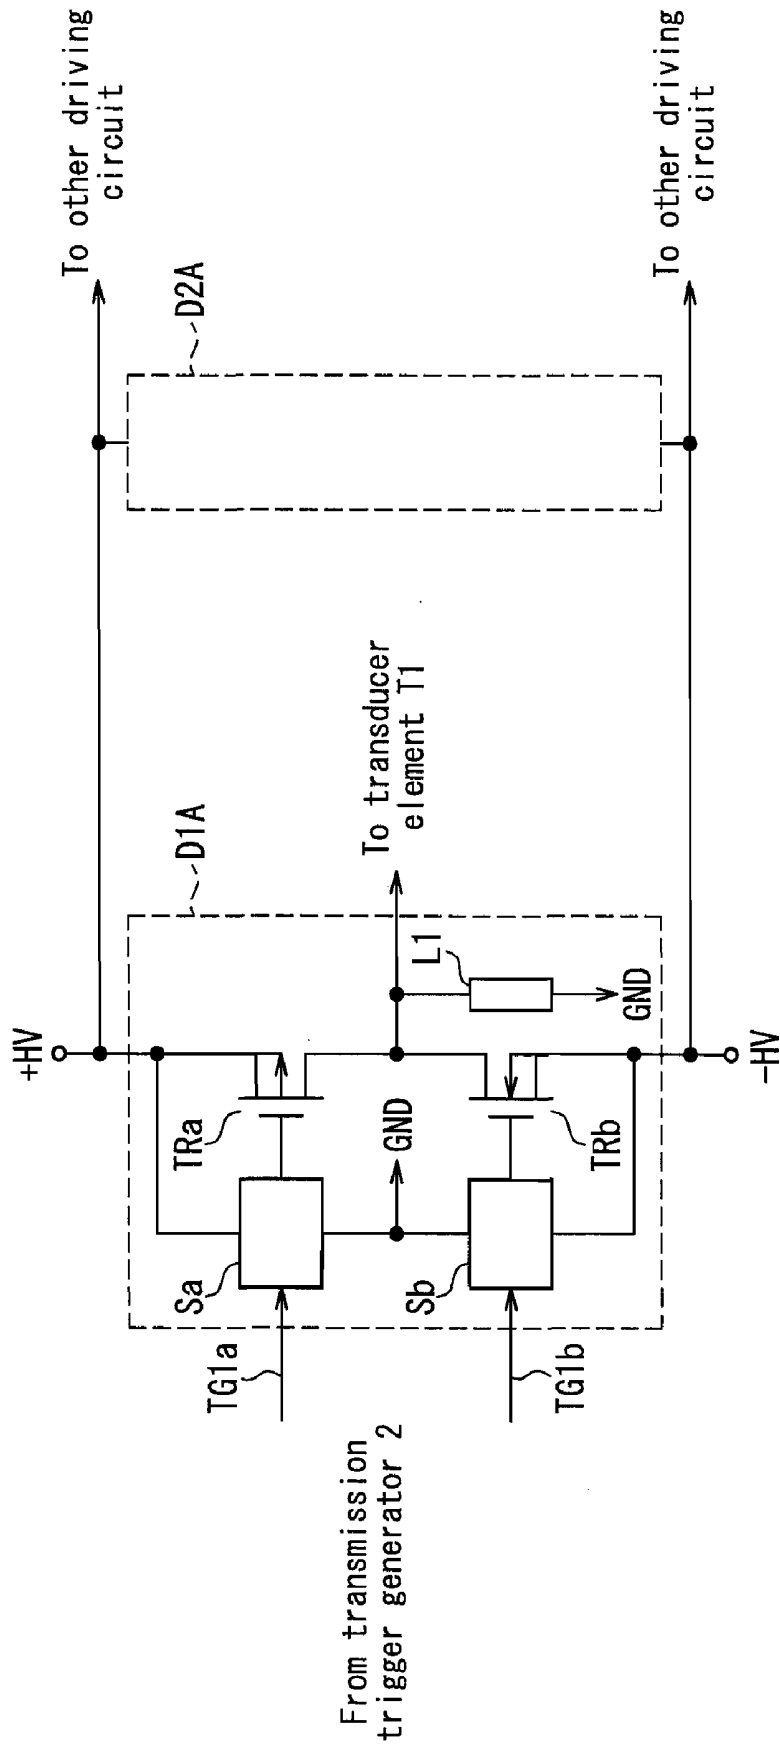 To other driving
circuit
D2A
To transducer
element T1
D1A
+HV
L1
GND
TRa
GND
TRb
Sa
Sb
TG1a
TG1b
From transmission
trigger generator 2
-HV
To other driving
circuit